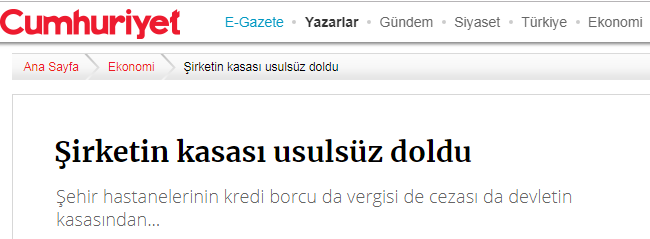 Cumhuriyet E-Gazete • Yazarlar • Gündem • Siyaset • Türkiye • Ekonomi
Ana Sayfa Ekonomi Şirketin kasası usulsüz doldu
Şirketin kasası usulsüz doldu
Şehir hastanelerinin kredi borcu da vergisi de cezası da devletin
kasasından...